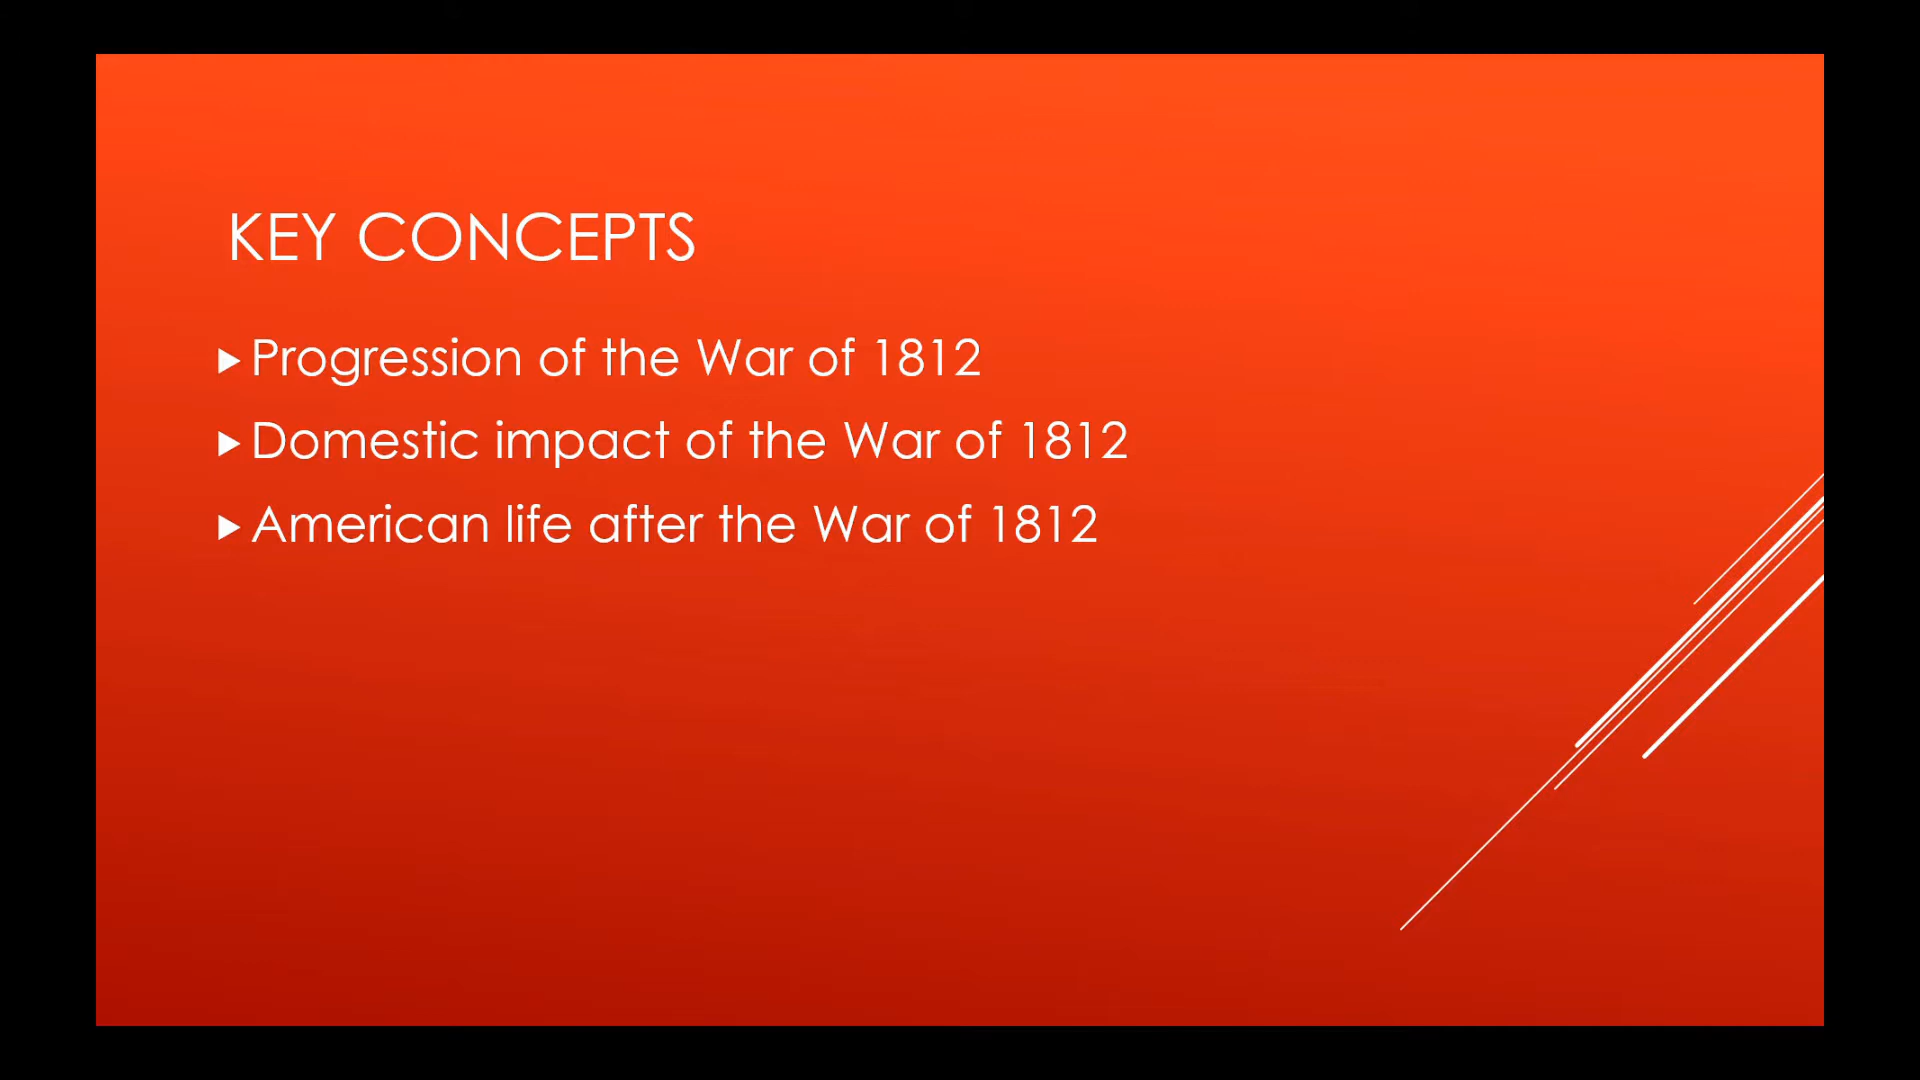 KEY CONCEPTS
Progression of the War of 1812
Domestic impact of the War of 1812
American life after the War of 1812